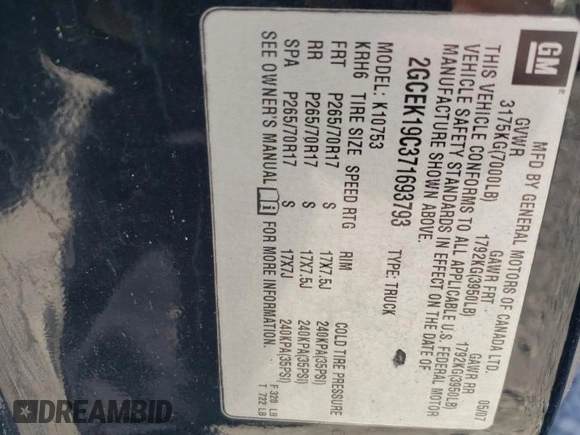 GM
MFD BY GENERAL MOTORS OF CANADA LTD. 05/07
GVWR GAWR FRT GAWR RR
3175KG(7000LB) 1792KG(3950LB) 1792KG(3950LB)
THIS VEHICLE CONFORMS TO ALL APPLICABLE U.S. FEDERAL MOTOR
VEHICLE SAFETY STANDARDS IN EFFECT ON THE DATE OF
MANUFACTURE SHOWN ABOVE.
2GCEK19C371693793 TYPE: TRUCK
MODEL: K10753
KRH6 TIRE SIZE SPEED RTG RIM COLD TIRE PRESSURE
FRT P265/70R17 S 17X7.5J 240KPA(35PSI)
RR P265/70R17 S 17X7.5J 240KPA(35PSI)
SPA P265/70R17 S 17X7J 240KPA(35PSI)
SEE OWNER'S MANUAL i FOR MORE INFORMATION.
F 320 LB
T 722 LB
DREAMBID